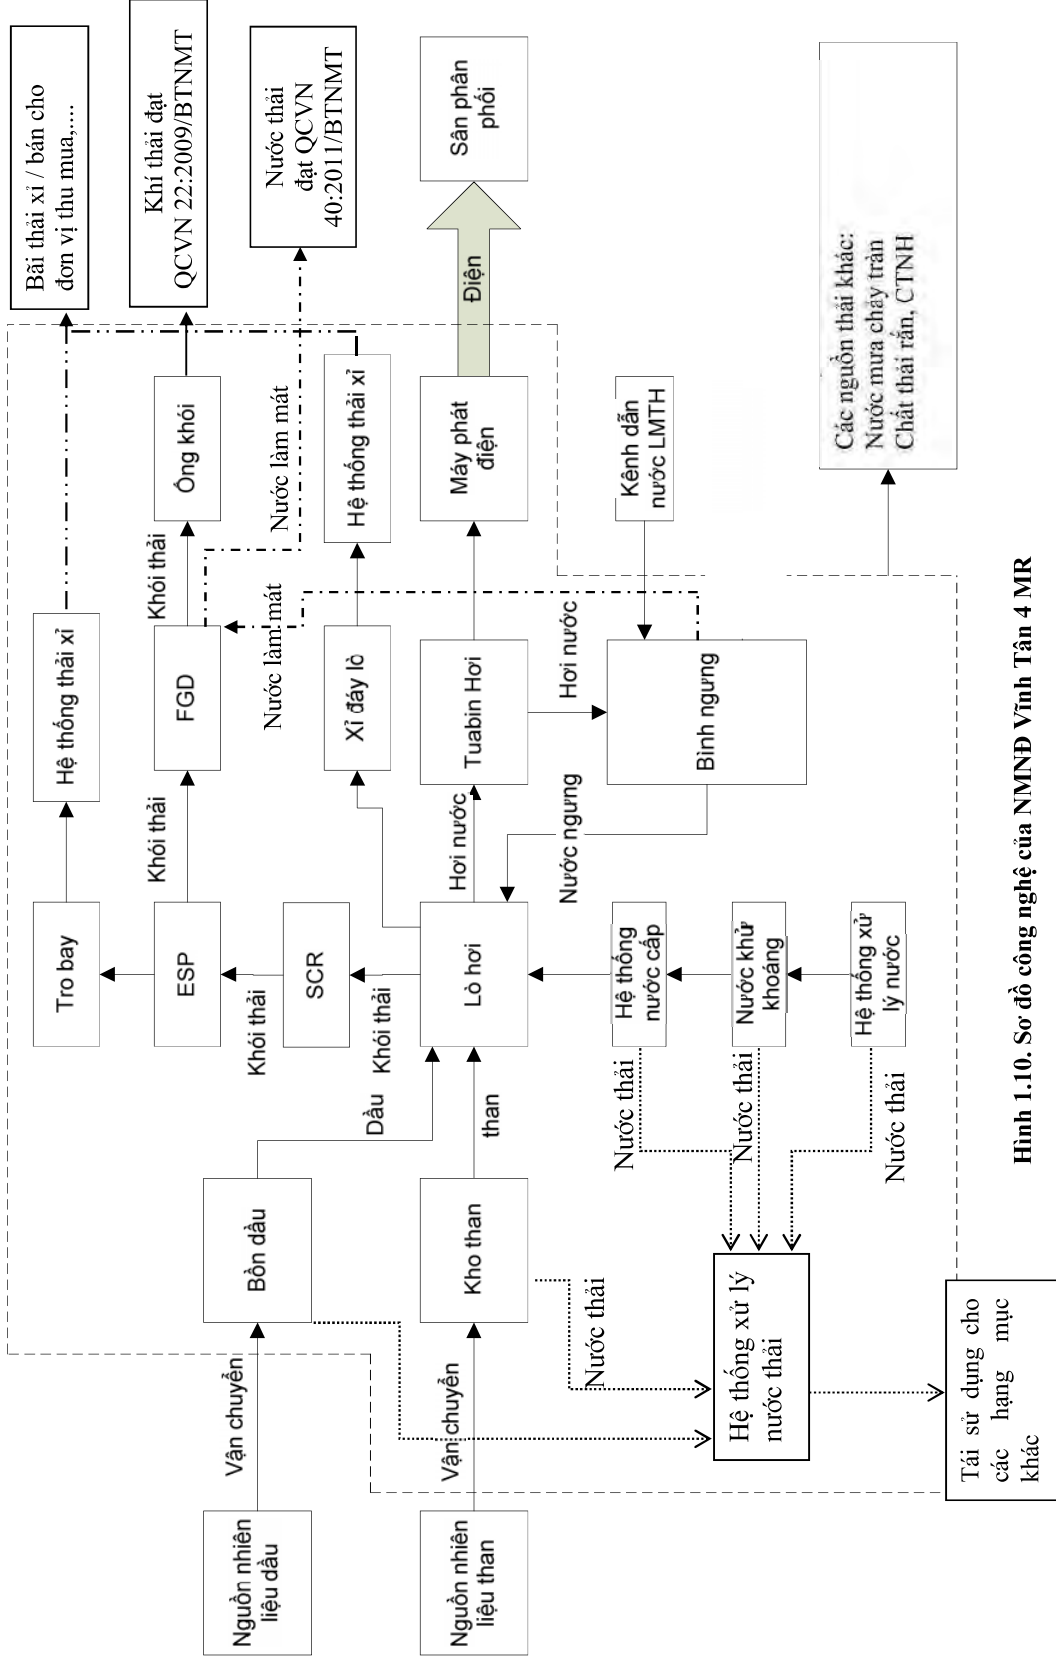 Bãi thải xỉ / bán cho
đơn vị thu mua,....
Khí thải đạt
QCVN 22:2009/BTNMT
Nước thải
đạt QCVN
40:2011/BTNMT
Sân phân
phối
Các nguồn thải khác:
Nước mưa chảy tràn
Chất thải rắn, CTNH
Điện
Ống khói
Nước làm mát
Hệ thống thải xỉ
Máy phát
điện
Kênh dẫn
nước LMTH
Khói thải
Hệ thống thải xỉ
FGD
Nước làm mát
Xỉ đáy lò
Tuabin Hơi
Hơi nước
Bình ngưng
Khói thải
Hơi nước
Nước ngưng
Tro bay
ESP
SCR
Lò hơi
Hệ thống
nước cấp
Nước khử
khoáng
Hệ thống xử
lý nước
Khói thải
Khói thải
Dầu
than
Nước thải
Nước thải
Nước thải
Bồn dầu
Kho than
Nước thải
Hệ thống xử lý
nước thải
Tái sử dụng cho
các hạng mục
khác
Vận chuyển
Vận chuyển
Nguồn nhiên
liệu dầu
Nguồn nhiên
liệu than
Hình 1.10. Sơ đồ công nghệ của NMNĐ Vĩnh Tân 4 MR